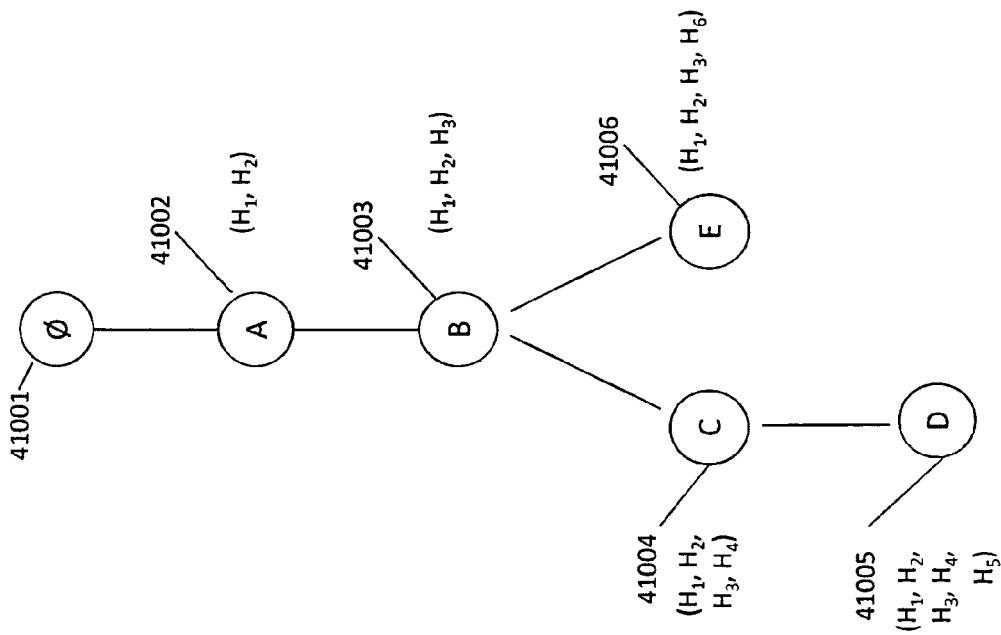 41001
Ø
41002
A
(H₁, H₂)
41003
B
(H₁, H₂, H₃)
41006
E
(H₁, H₂, H₃, H₆)
41004
(H₁, H₂,
H₃, H₄)
C
41005
(H₁, H₂,
H₃, H₄,
H₅)
D